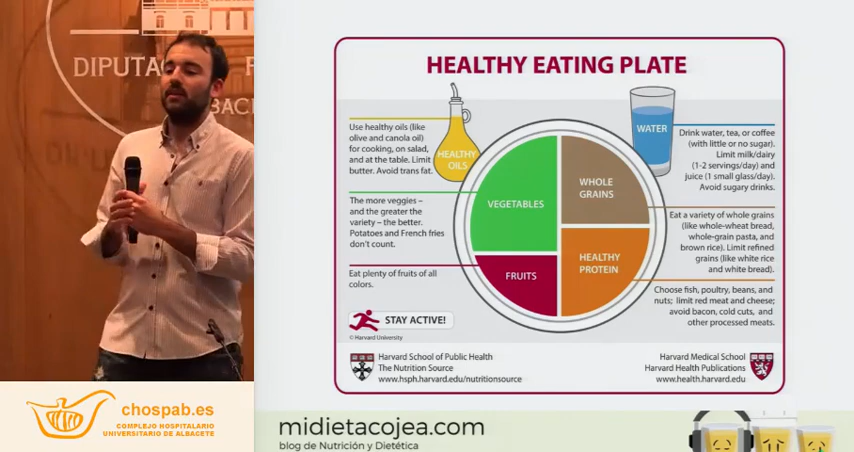 DIPUTA
BACE
chospab.es
COMPLEJO HOSPITALARIO
UNIVERSITARIO DE ALBACETE
HEALTHY EATING PLATE
Use healthy oils (like
olive and canola oil)
for cooking, on salad,
and at the table. Limit
butter. Avoid trans fat.
HEALTHY
OILS
WATER
Drink water, tea, or coffee
(with little or no sugar).
Limit milk/dairy
(1-2 servings/day) and
juice (1 small glass/day).
Avoid sugary drinks.
The more veggies –
and the greater the
variety – the better.
Potatoes and French fries
don't count.
VEGETABLES
WHOLE
GRAINS
Eat a variety of whole grains
(like whole-wheat bread,
whole-grain pasta, and
brown rice). Limit refined
grains (like white rice
and white bread).
Eat plenty of fruits of all
colors.
FRUITS
HEALTHY
PROTEIN
Choose fish, poultry, beans, and
nuts; limit red meat and cheese;
avoid bacon, cold cuts, and
other processed meats.
STAY ACTIVE!
© Harvard University
Harvard School of Public Health
The Nutrition Source
www.hsph.harvard.edu/nutritionsource
Harvard Medical School
Harvard Health Publications
www.health.harvard.edu
midietacojea.com
blog de Nutrición y Dietética